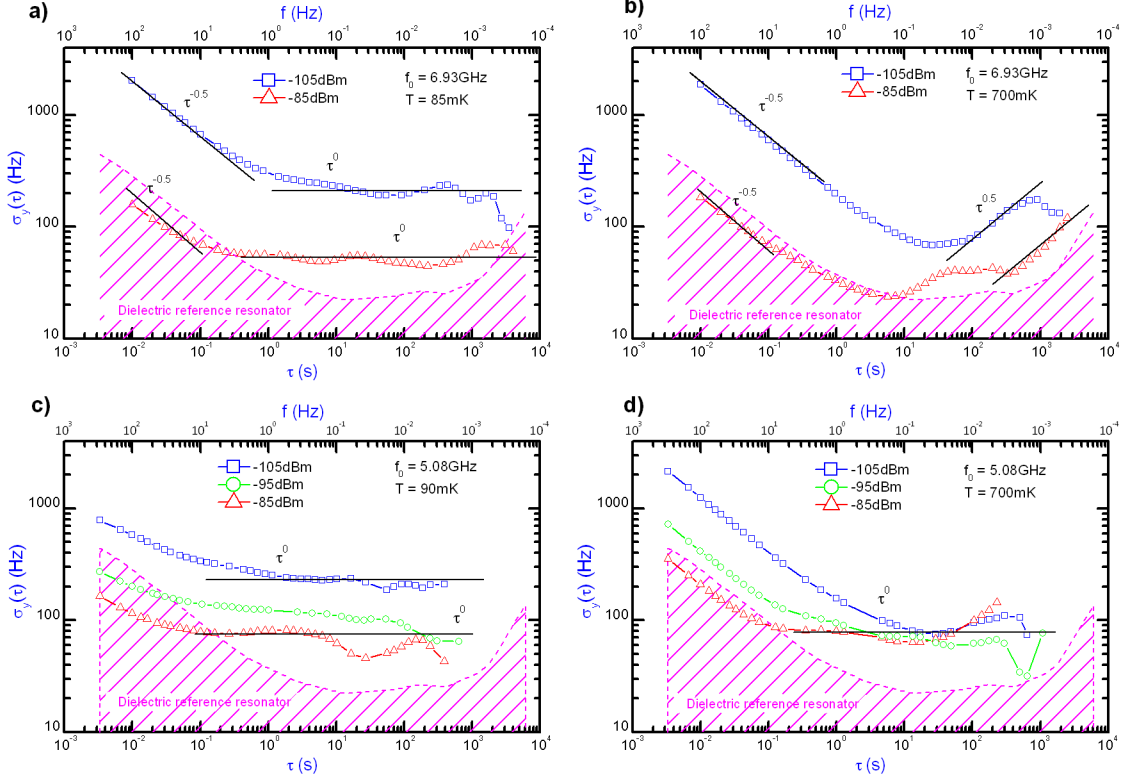 a)
f (Hz)
10³ 10² 10¹ 10⁰ 10⁻¹ 10⁻² 10⁻³ 10⁻⁴
-105dBm
-85dBm
f₀ = 6.93GHz
T = 85mK
τ⁻⁰·⁵
τ⁰
τ⁻⁰·⁵
τ⁰
Dielectric reference resonator
σᵧ(τ) (Hz)
1000
100
10
10⁻³ 10⁻² 10⁻¹ 10⁰ 10¹ 10² 10³ 10⁴
τ (s)
b)
f (Hz)
10³ 10² 10¹ 10⁰ 10⁻¹ 10⁻² 10⁻³ 10⁻⁴
-105dBm
-85dBm
f₀ = 6.93GHz
T = 700mK
τ⁻⁰·⁵
τ⁻⁰·⁵
τ⁰·⁵
Dielectric reference resonator
σᵧ(τ) (Hz)
1000
100
10
10⁻³ 10⁻² 10⁻¹ 10⁰ 10¹ 10² 10³ 10⁴
τ (s)
c)
f (Hz)
10³ 10² 10¹ 10⁰ 10⁻¹ 10⁻² 10⁻³ 10⁻⁴
-105dBm
-95dBm
-85dBm
f₀ = 5.08GHz
T = 90mK
τ⁰
τ⁰
Dielectric reference resonator
σᵧ(τ) (Hz)
1000
100
10
10⁻³ 10⁻² 10⁻¹ 10⁰ 10¹ 10² 10³ 10⁴
τ (s)
d)
f (Hz)
10³ 10² 10¹ 10⁰ 10⁻¹ 10⁻² 10⁻³ 10⁻⁴
-105dBm
-95dBm
-85dBm
f₀ = 5.08GHz
T = 700mK
τ⁰
Dielectric reference resonator
σᵧ(τ) (Hz)
1000
100
10
10⁻³ 10⁻² 10⁻¹ 10⁰ 10¹ 10² 10³ 10⁴
τ (s)